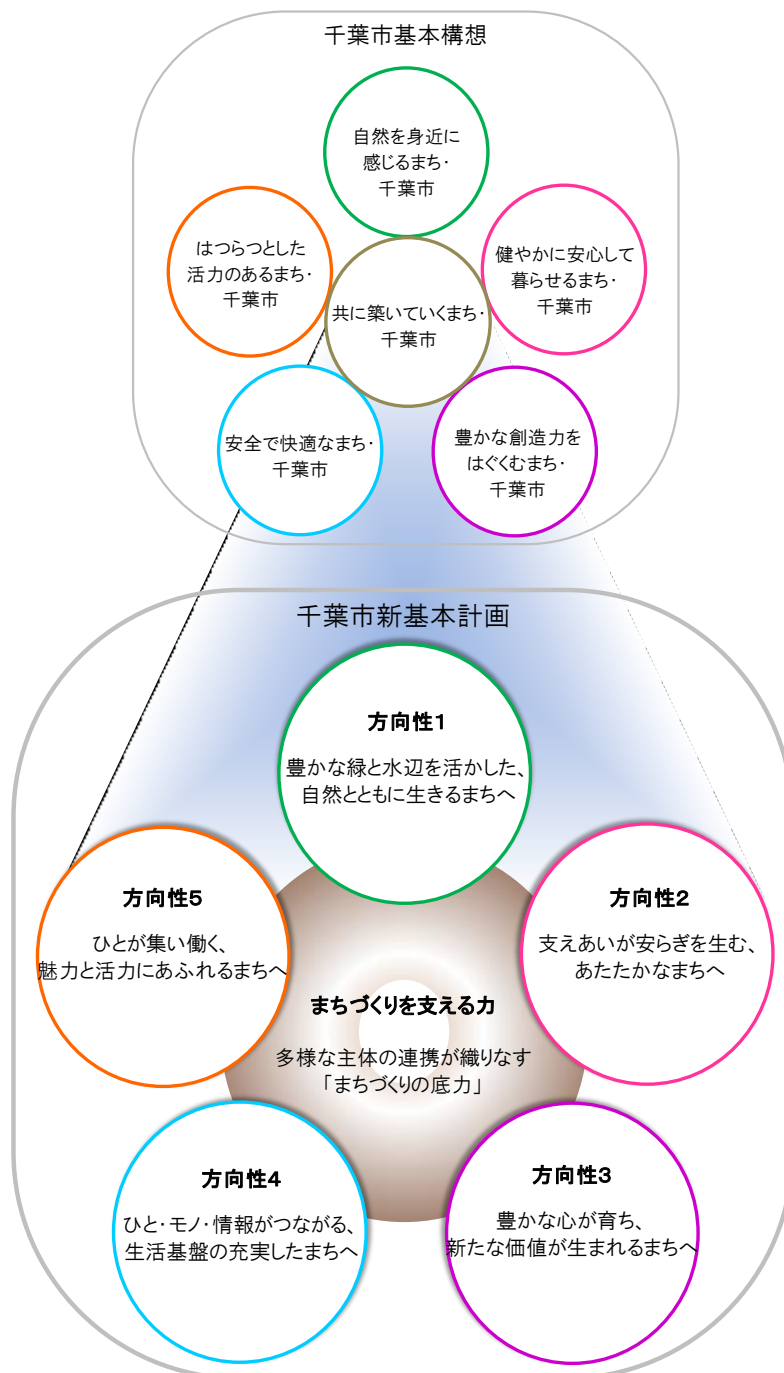 千葉市基本構想
自然を身近に
感じるまち・
千葉市
はつらつとした
活力のあるまち・
千葉市
健やかに安心して
暮らせるまち・
千葉市
共に築いていくまち・
千葉市
安全で快適なまち・
千葉市
豊かな創造力を
はぐくむまち・
千葉市
千葉市新基本計画
方向性1
豊かな緑と水辺を活かした、
自然とともに生きるまちへ
方向性5
ひとが集い働く、
魅力と活力にあふれるまちへ
方向性2
支えあいが安らぎを生む、
あたたかなまちへ
まちづくりを支える力
多様な主体の連携が織りなす
「まちづくりの底力」
方向性4
ひと・モノ・情報がつながる、
生活基盤の充実したまちへ
方向性3
豊かな心が育ち、
新たな価値が生まれるまちへ